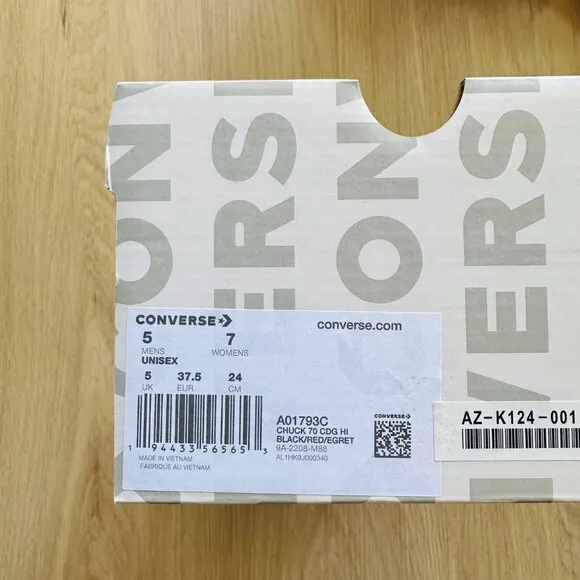 CONVERSE
converse.com
5 7
MENS WOMENS
UNISEX
5 37.5 24
UK EUR CM
A01793C
CHUCK 70 CDG HI
BLACK/RED/EGRET
9A-2208-M88
AL1HK9J000340
1 94433 56565 3
MADE IN VIETNAM
FABRIQUE AU VIETNAM
AZ-K124-001